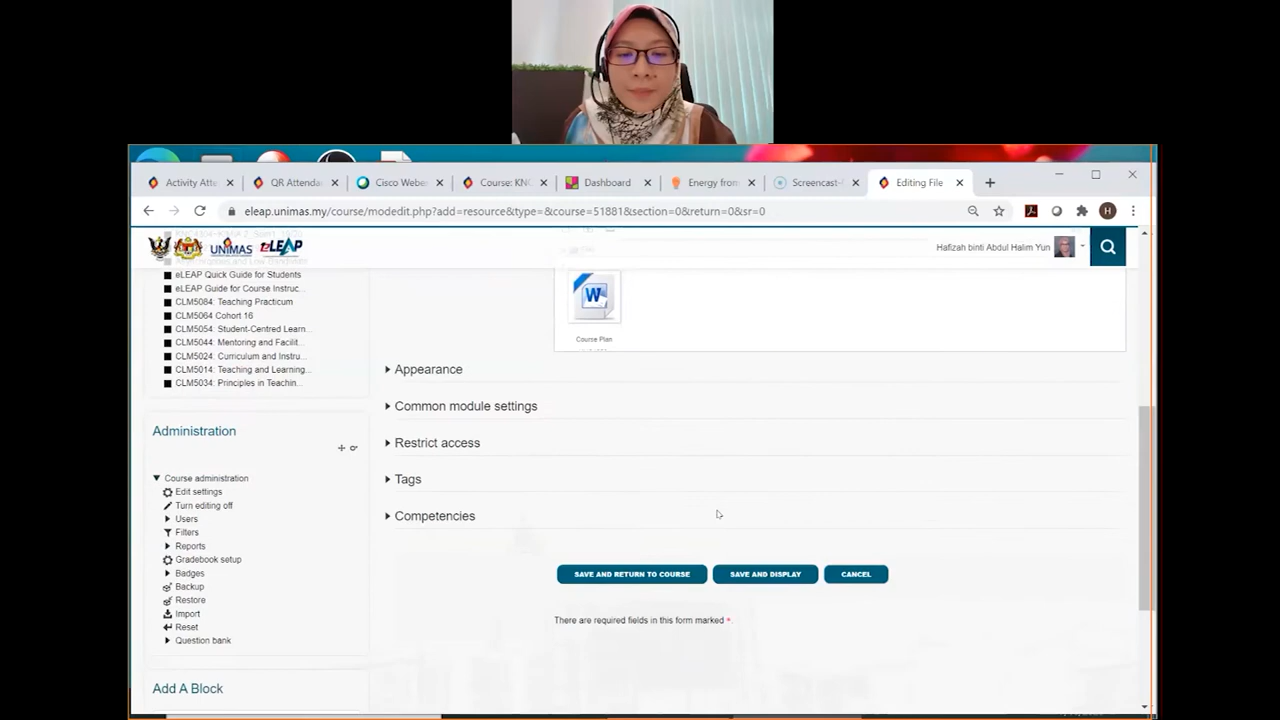 Activity Atte
QR Attendan
Cisco Webex
Course: KNC
Dashboard
Energy from
Screencast-
Editing File
eleap.unimas.my/course/modedit.php?add=resource&type=&course=51881&section=0&return=0&sr=0
H
UNIMAS
eLEAP
Hafizah binti Abdul Halim Yun
eLEAP Quick Guide for Students
eLEAP Guide for Course Instruc...
CLM5084: Teaching Practicum
CLM5064 Cohort 16
CLM5054: Student-Centred Learn...
CLM5044: Mentoring and Facilit...
CLM5024: Curriculum and Instru...
CLM5014: Teaching and Learning...
CLM5034: Principles in Teachin...
W
Course Plan
Appearance
Common module settings
Restrict access
Tags
Competencies
Administration
Course administration
Edit settings
Turn editing off
Users
Filters
Reports
Gradebook setup
Badges
Backup
Restore
Import
Reset
Question bank
SAVE AND RETURN TO COURSE
SAVE AND DISPLAY
CANCEL
There are required fields in this form marked *.
Add A Block